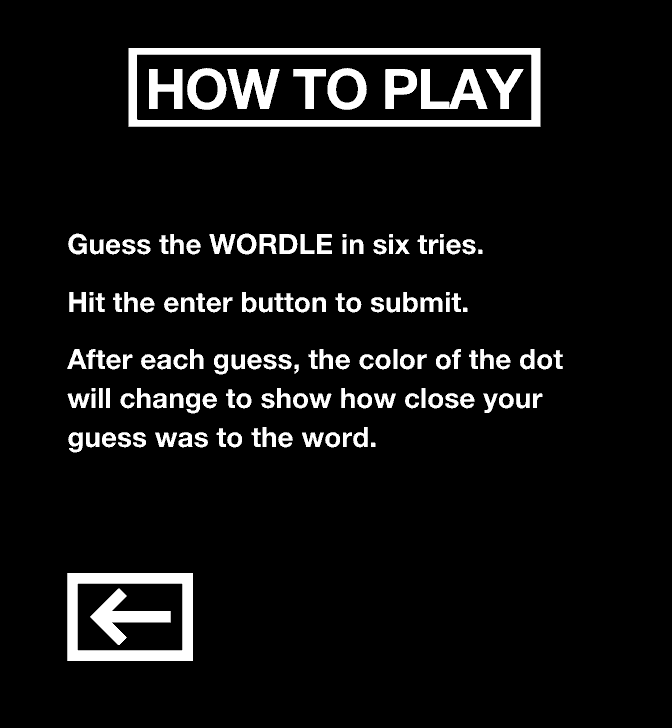 HOW TO PLAY
Guess the WORDLE in six tries.
Hit the enter button to submit.
After each guess, the color of the dot
will change to show how close your
guess was to the word.